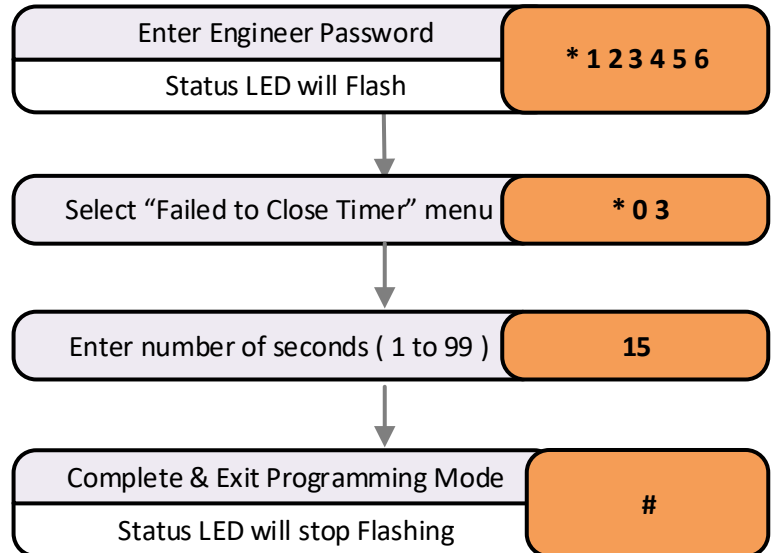 Enter Engineer Password
* 1 2 3 4 5 6
Status LED will Flash
Select “Failed to Close Timer” menu
* 0 3
Enter number of seconds ( 1 to 99 )
15
Complete & Exit Programming Mode
#
Status LED will stop Flashing